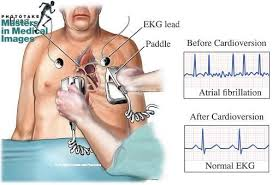 PHOTOTAKE
Masters
in Medical
Images
EKG lead
Paddle
Before Cardioversion
Atrial fibrillation
After Cardioversion
Normal EKG